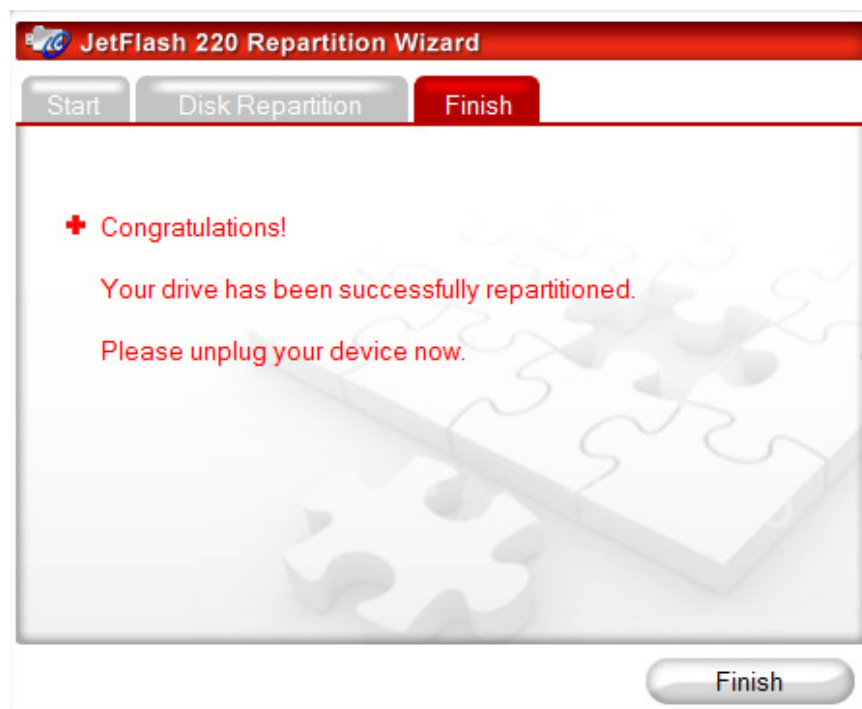 JetFlash 220 Repartition Wizard
Start Disk Repartition Finish
Congratulations!
Your drive has been successfully repartitioned.
Please unplug your device now.
Finish